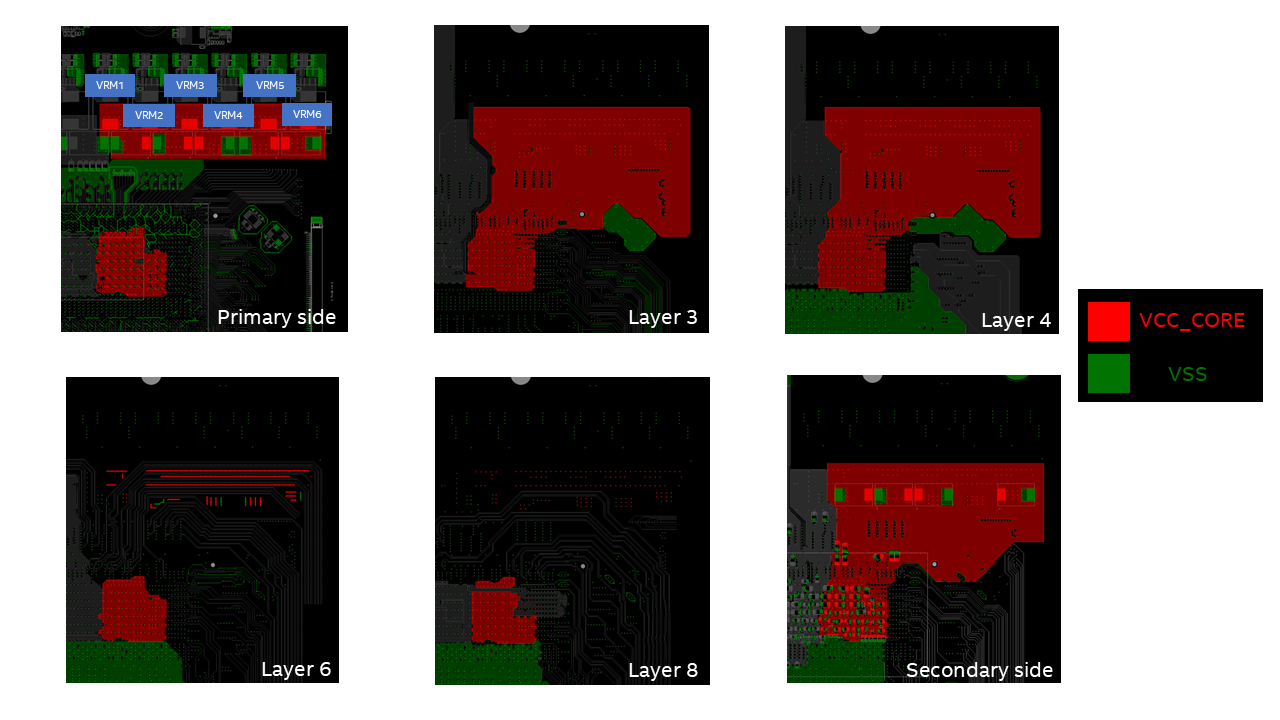 VRM1
VRM3
VRM5
VRM2
VRM4
VRM6
Primary side
Layer 3
Layer 4
VCC_CORE
VSS
Layer 6
Layer 8
Secondary side